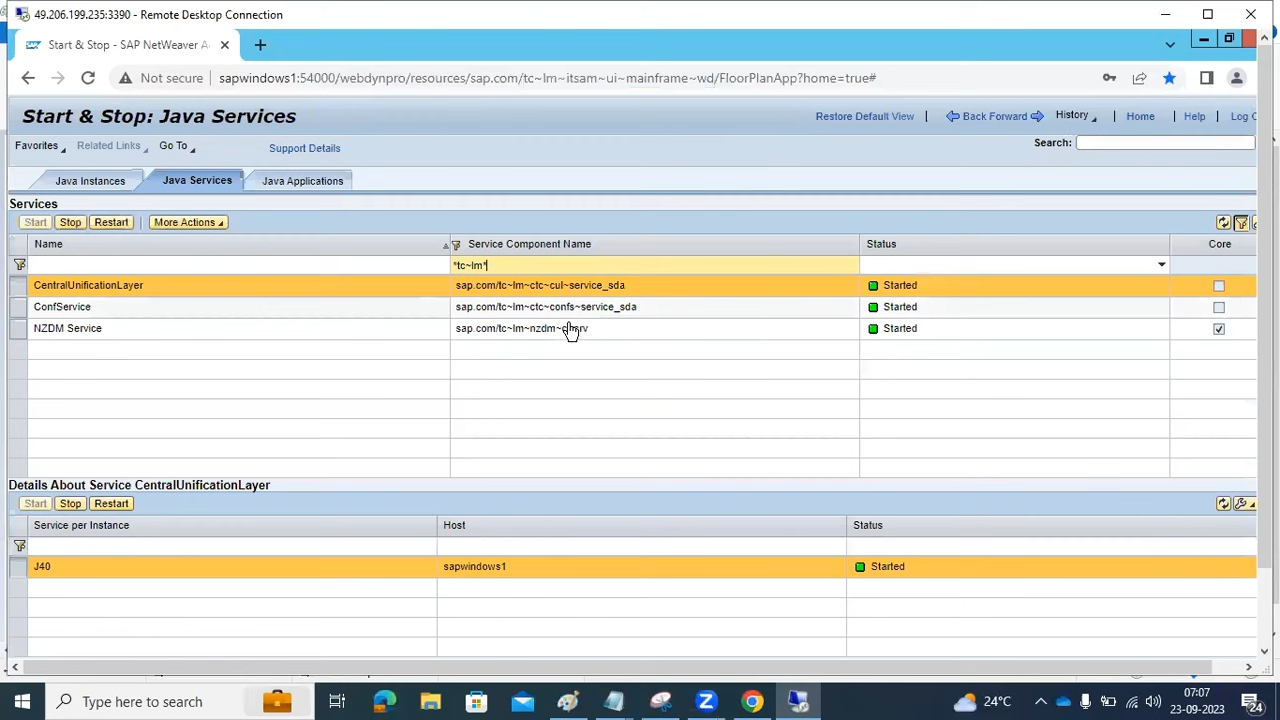 49.206.199.235:3390 - Remote Desktop Connection
Start & Stop - SAP NetWeaver A
Not secure sapwindows1:54000/webdynpro/resources/sap.com/tc~lm~itsam~ui~mainframe~wd/FloorPlanApp?home=true#
Start & Stop: Java Services
Restore Default View Back Forward History Home Help Log
Favorites Related Links Go To Support Details Search:
Java Instances Java Services Java Applications
Services
Start Stop Restart More Actions
Name Service Component Name Status Core
*tc~lm*
CentralUnificationLayer sap.com/tc~lm~ctc~cul~service_sda Started
ConfService sap.com/tc~lm~ctc~confs~service_sda Started
NZDM Service Started
Details About Service CentralUnificationLayer
Start Stop Restart
Service per Instance Host Status
J40 sapwindows1 Started
Type here to search
24°C
07:07
23-09-2023
24